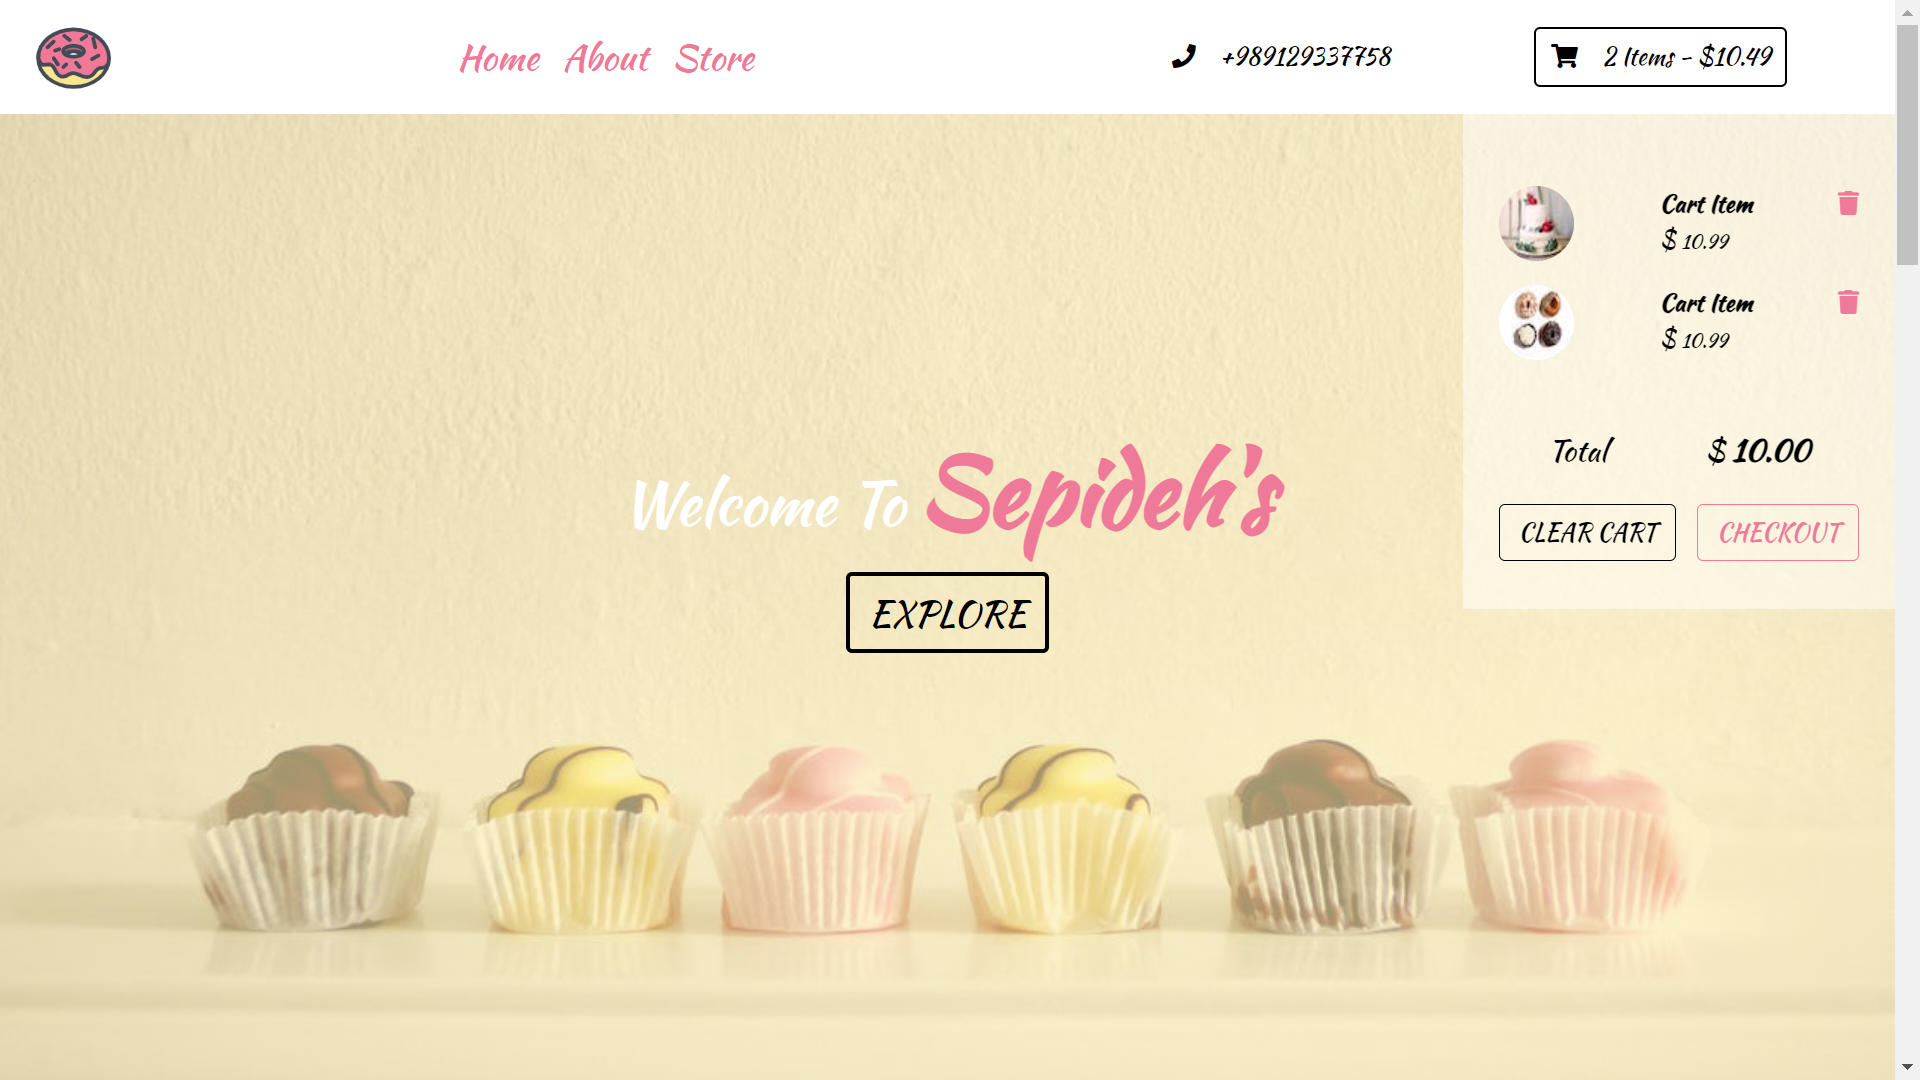 Home About Store
+989129337758
2 Items - $10.49
Cart Item
$ 10.99
Cart Item
$ 10.99
Total $ 10.00
CLEAR CART CHECKOUT
Welcome To Sepideh's
EXPLORE